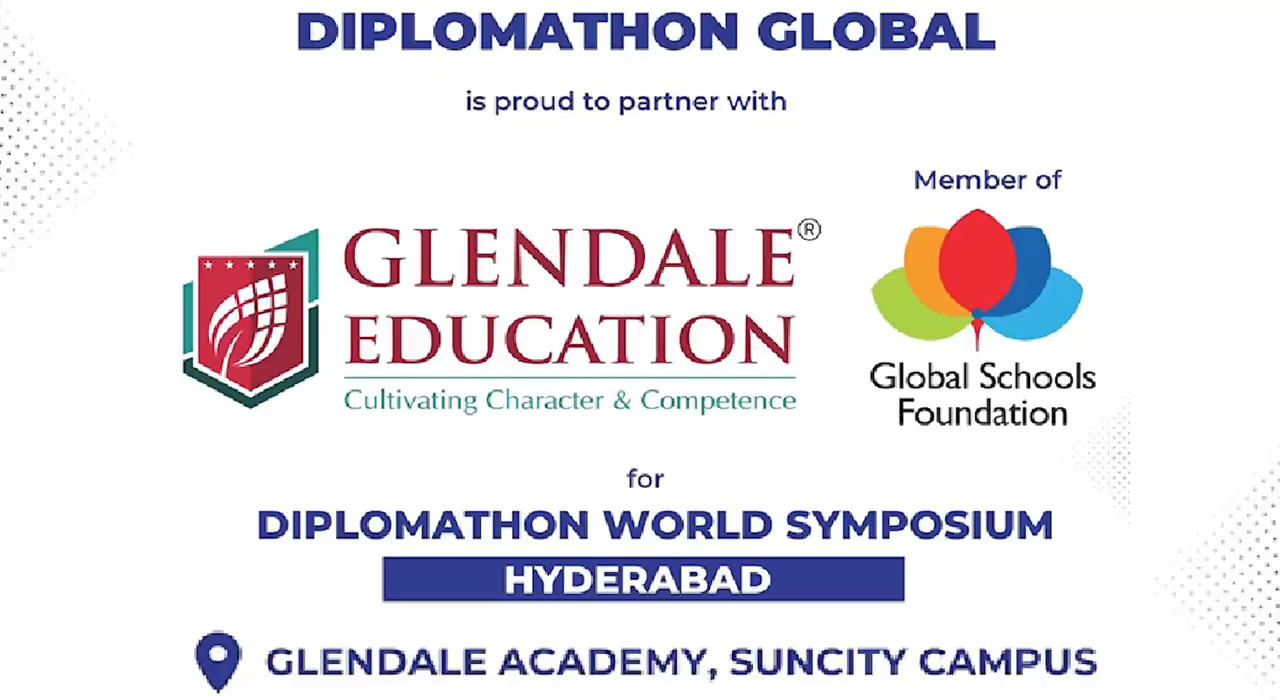 DIPLOMATHON GLOBAL
is proud to partner with
Member of
GLENDALE®
EDUCATION
Cultivating Character & Competence
Global Schools
Foundation
for
DIPLOMATHON WORLD SYMPOSIUM
HYDERABAD
GLENDALE ACADEMY, SUNCITY CAMPUS